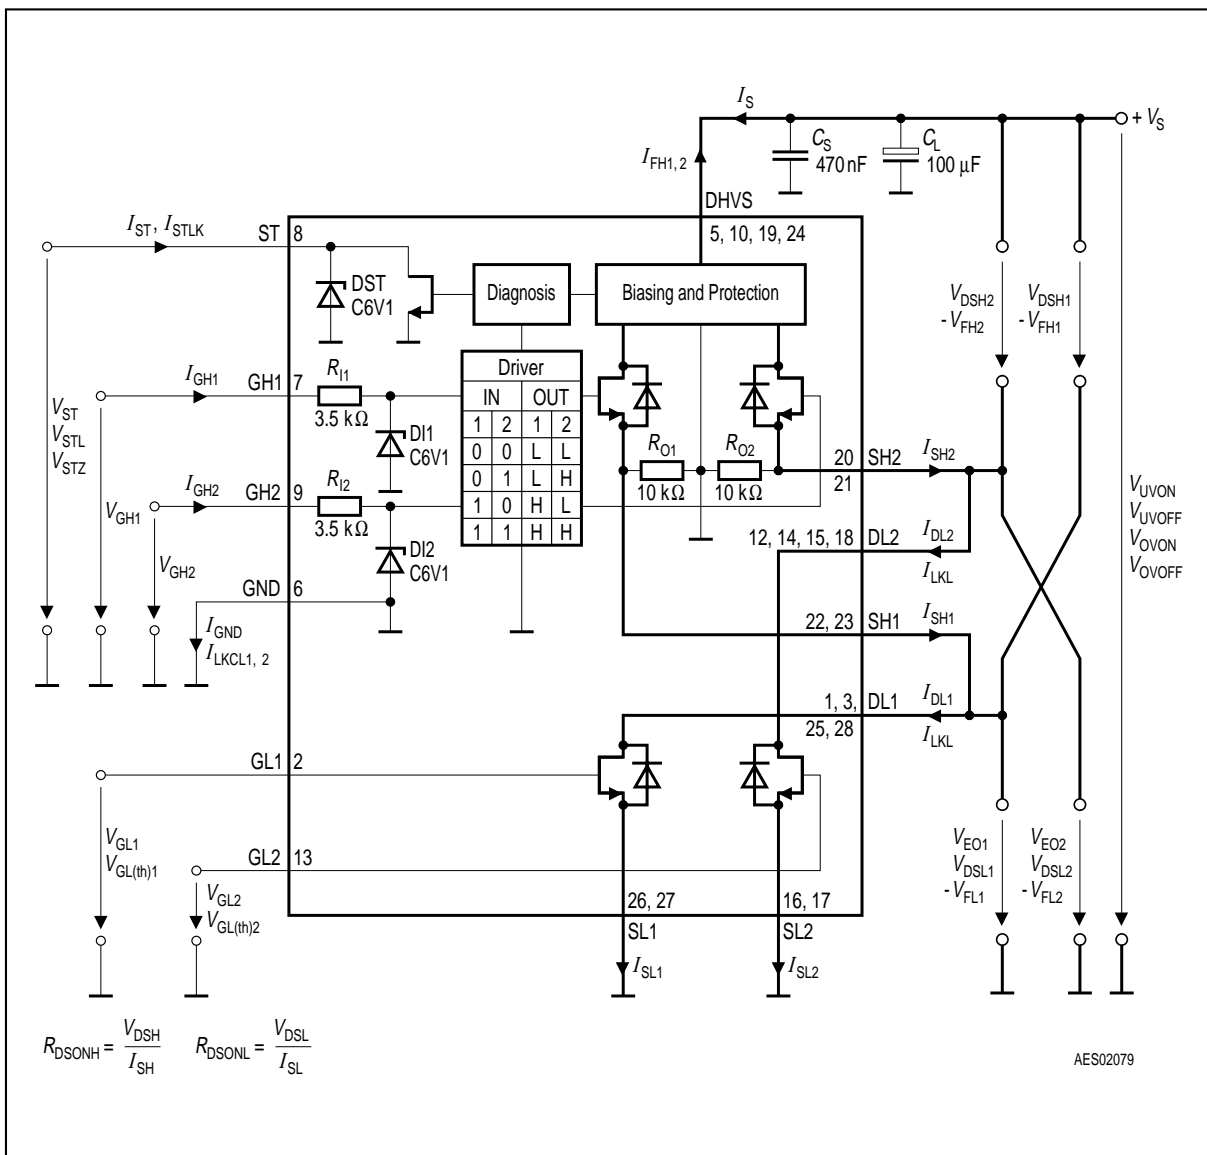 I_S
+ V_S
C_S
470 nF
C_L
100 µF
I_FH1, 2
DHVS
5, 10, 19, 24
I_ST, I_STLK
ST
8
DST
C6V1
Diagnosis
Biasing and Protection
V_DSH2
- V_FH2
V_DSH1
- V_FH1
I_GH1
GH1
7
R_I1
3.5 kΩ
DI1
C6V1
Driver
IN OUT
1 2 1 2
0 0 L L
0 1 L H
1 0 H L
1 1 H H
V_ST
V_STL
V_STZ
I_GH2
GH2
9
R_I2
3.5 kΩ
DI2
C6V1
R_O1
10 kΩ
R_O2
10 kΩ
20
21
SH2
I_SH2
V_GH1
V_GH2
12, 14, 15, 18
DL2
I_DL2
I_LKL
V_UVON
V_UVOFF
V_OVON
V_OVOFF
GND
6
I_GND
I_LKCL1, 2
22, 23
SH1
I_SH1
1, 3,
25, 28
DL1
I_DL1
I_LKL
GL1
2
V_GL1
V_GL(th)1
GL2
13
V_GL2
V_GL(th)2
V_EO1
V_DSL1
- V_FL1
V_EO2
V_DSL2
- V_FL2
26, 27
16, 17
SL1
SL2
I_SL1
I_SL2
R_DSONH = V_DSH / I_SH
R_DSONL = V_DSL / I_SL
AES02079